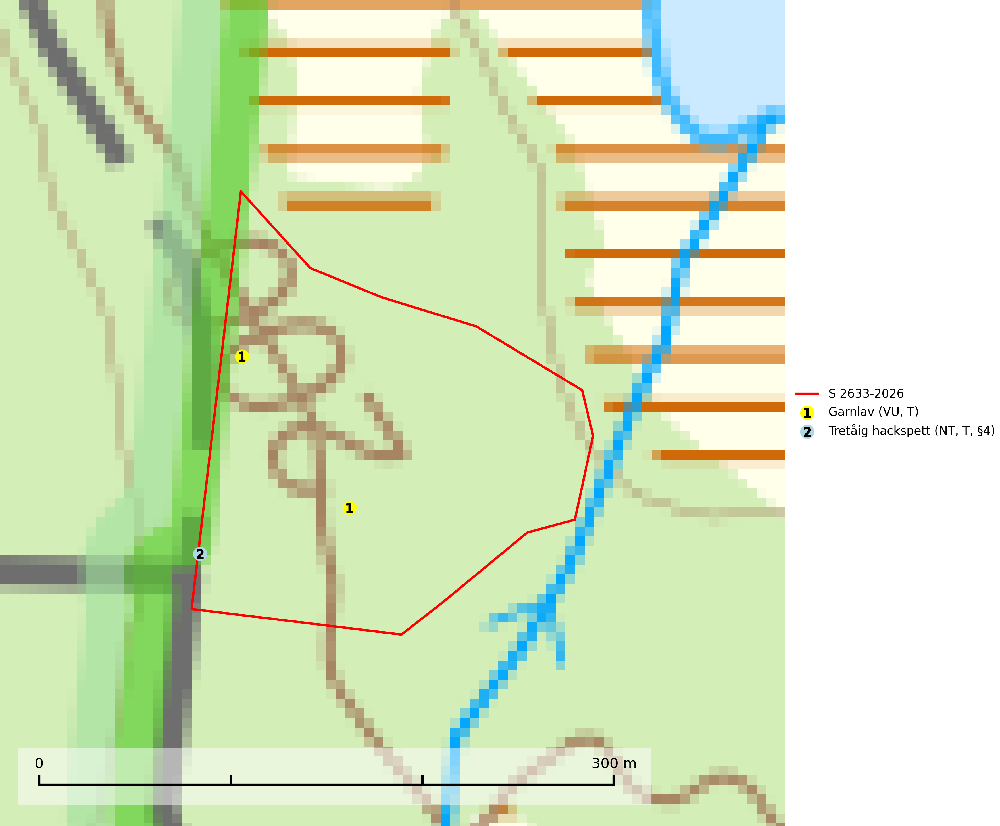 1
1
2
0
300 m
S 2633-2026
1 Garnlav (VU, T)
2 Tretåig hackspett (NT, T, §4)